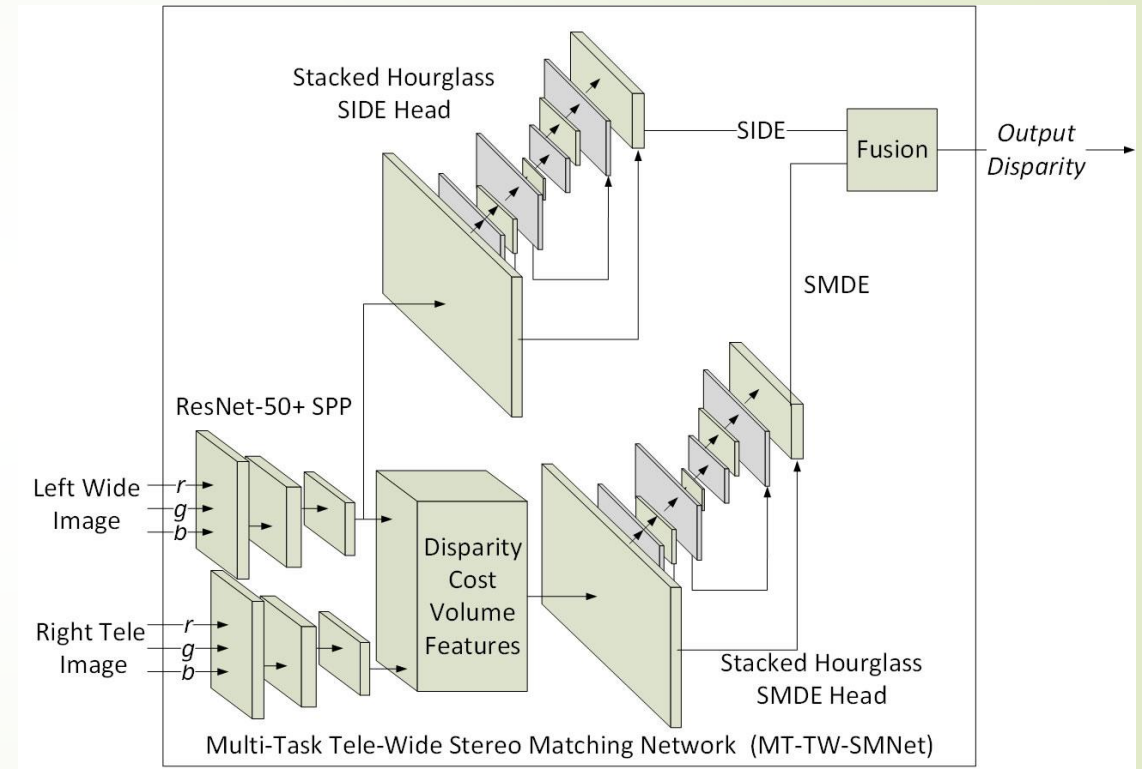 Stacked Hourglass
SIDE Head
SIDE
Fusion
Output
Disparity
SMDE
ResNet-50+ SPP
Left Wide
Image
r
g
b
Disparity
Cost
Volume
Features
Right Tele
Image
r
g
b
Stacked Hourglass
SMDE Head
Multi-Task Tele-Wide Stereo Matching Network (MT-TW-SMNet)